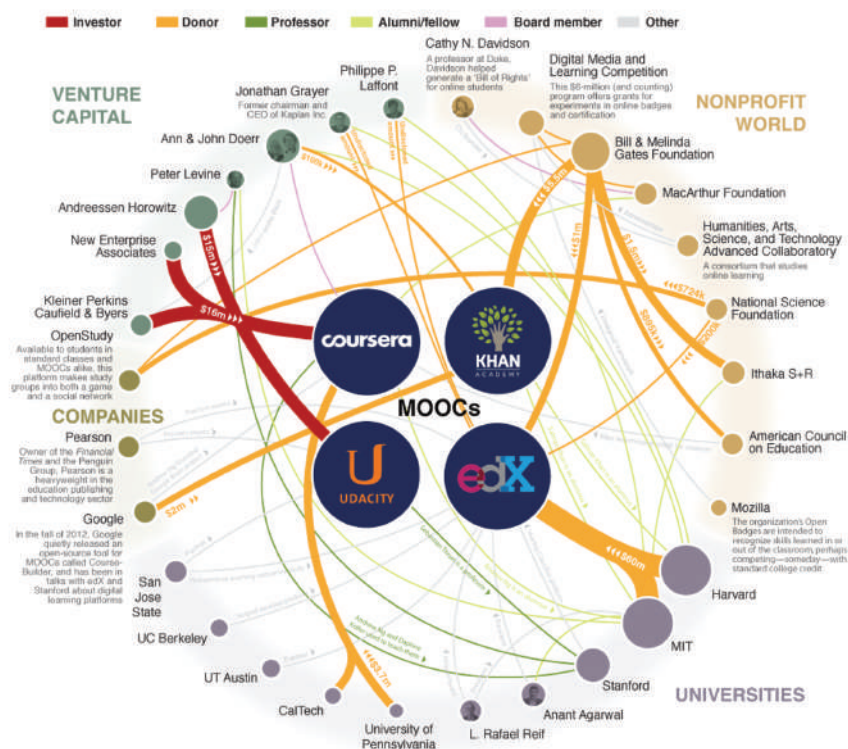 Investor
Donor
Professor
Alumni/fellow
Board member
Other
VENTURE
CAPITAL
Jonathan Grayer
Former chairman and
CEO of Kaplan Inc.
Philippe P.
Laffont
Cathy N. Davidson
A professor at Duke,
Davidson helped
generate a 'Bill of Rights'
for online students
Digital Media and
Learning Competition
This $6-million (and counting)
program offers grants for
experiments in online badges
and certification
NONPROFIT
WORLD
Ann & John Doerr
Peter Levine
Andreessen Horowitz
New Enterprise
Associates
Kleiner Perkins
Caufield & Byers
Bill & Melinda
Gates Foundation
MacArthur Foundation
Humanities, Arts,
Science, and Technology
Advanced Collaboratory
A consortium that studies
online learning
National Science
Foundation
Ithaka S+R
American Council
on Education
Mozilla
The organization's Open
Badges are intended to
recognize skills learned in or
out of the classroom, perhaps
competing—someday—with
standard college credit
$100k
$15m
$16m
$5.5m
$1m
$1.5m
$724k
$200k
coursera
KHAN
ACADEMY
MOOCs
UDACITY
edX
OpenStudy
Available to students in
standard classes and
MOOCs alike, this
platform makes study
groups into both a game
and a social network
COMPANIES
Pearson
Owner of the Financial
Times and the Penguin
Group, Pearson is a
heavyweight in the
education publishing
and technology sector
Google
In the fall of 2012, Google
quietly released an
open-source tool for
MOOCs called Course-
Builder, and has been in
talks with edX and
Stanford about digital
learning platforms
$2m
$60m
$3.7m
San
Jose
State
UC Berkeley
UT Austin
CalTech
University of
Pennsylvania
L. Rafael Reif
Anant Agarwal
Stanford
MIT
Harvard
UNIVERSITIES